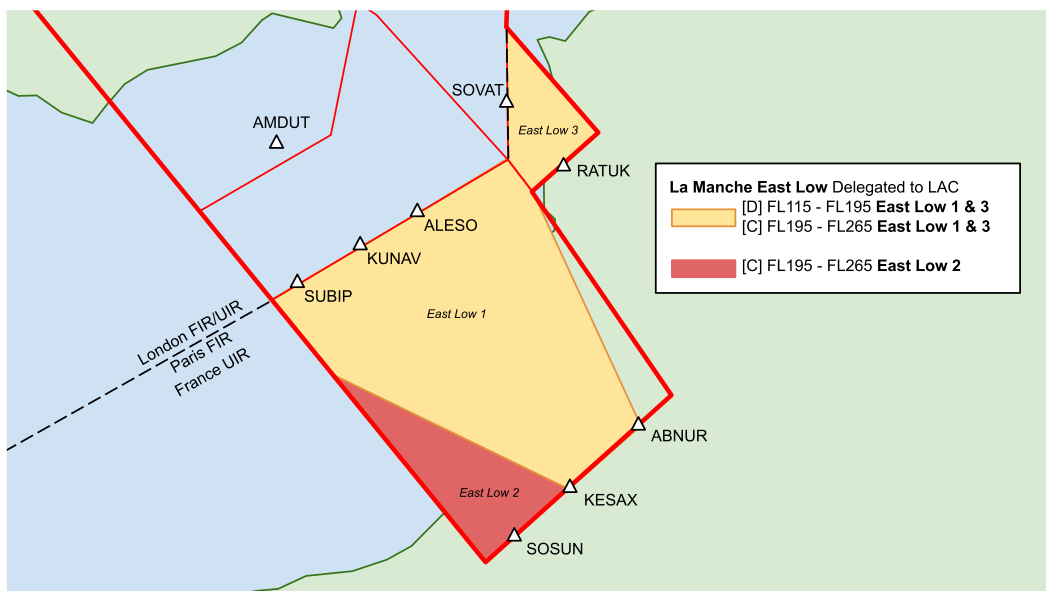 SOVAT
AMDUT
East Low 3
RATUK
La Manche East Low Delegated to LAC
[D] FL115 - FL195 East Low 1 & 3
[C] FL195 - FL265 East Low 1 & 3
[C] FL195 - FL265 East Low 2
ALESO
KUNAV
SUBIP
East Low 1
London FIR/UIR
Paris FIR
France UIR
ABNUR
East Low 2
KESAX
SOSUN